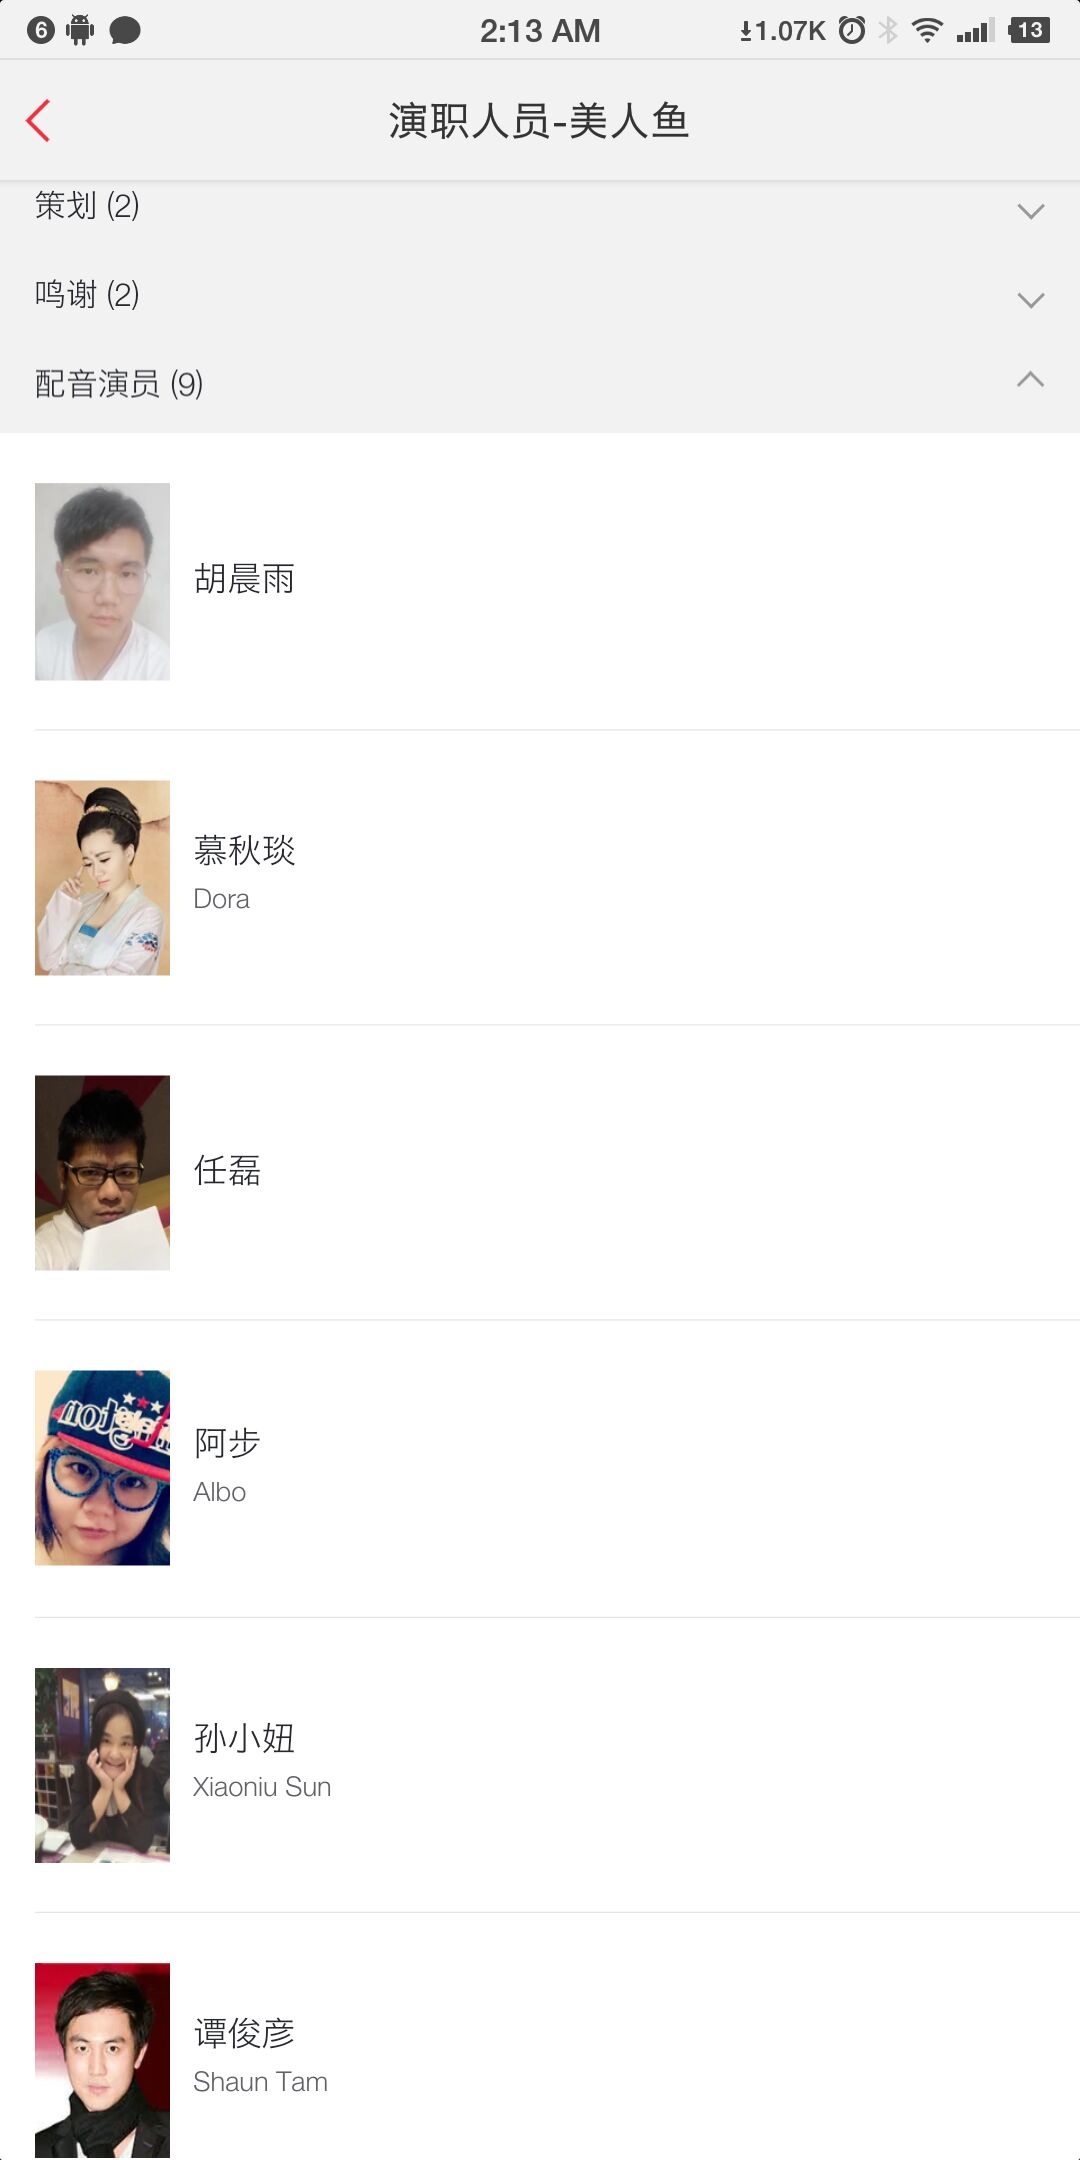 6 2:13 AM 1.07K 13
演职人员-美人鱼
策划 (2)
鸣谢 (2)
配音演员 (9)
胡晨雨
慕秋琰
Dora
任磊
阿步
Albo
孙小妞
Xiaoniu Sun
谭俊彦
Shaun Tam